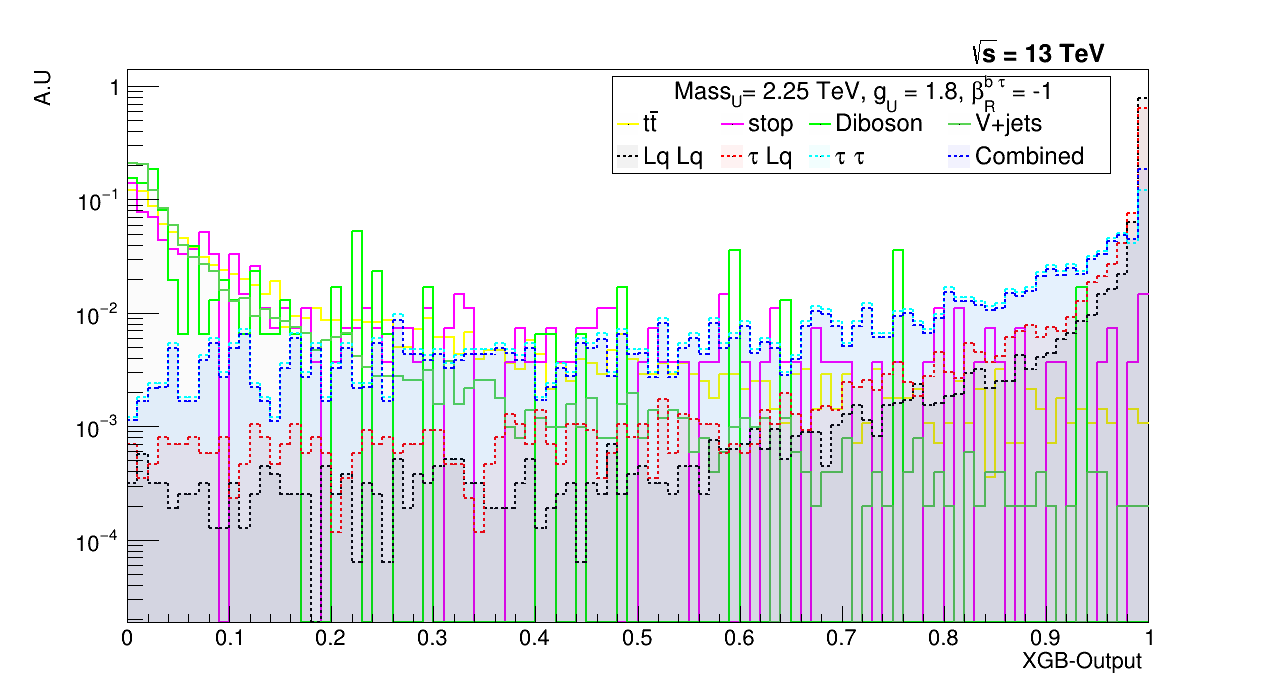 √s = 13 TeV
A.U
Mass_U= 2.25 TeV, g_U = 1.8, β_R^{b τ} = -1
tt̄ stop Diboson V+jets
Lq Lq τ Lq τ τ Combined
1
10⁻¹
10⁻²
10⁻³
10⁻⁴
0 0.1 0.2 0.3 0.4 0.5 0.6 0.7 0.8 0.9 1
XGB-Output